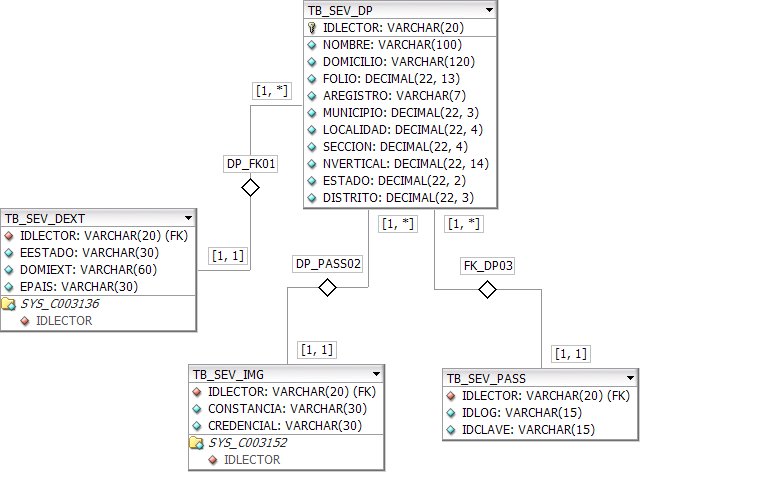 TB_SEV_DP
IDLECTOR: VARCHAR(20)
NOMBRE: VARCHAR(100)
DOMICILIO: VARCHAR(120)
FOLIO: DECIMAL(22, 13)
AREGISTRO: VARCHAR(7)
MUNICIPIO: DECIMAL(22, 3)
LOCALIDAD: DECIMAL(22, 4)
SECCION: DECIMAL(22, 4)
NVERTICAL: DECIMAL(22, 14)
ESTADO: DECIMAL(22, 2)
DISTRITO: DECIMAL(22, 3)
[1, *]
DP_FK01
[1, 1]
TB_SEV_DEXT
IDLECTOR: VARCHAR(20) (FK)
EESTADO: VARCHAR(30)
DOMIEXT: VARCHAR(60)
EPAIS: VARCHAR(30)
SYS_C003136
IDLECTOR
[1, *]
DP_PASS02
[1, 1]
TB_SEV_IMG
IDLECTOR: VARCHAR(20) (FK)
CONSTANCIA: VARCHAR(30)
CREDENCIAL: VARCHAR(30)
SYS_C003152
IDLECTOR
[1, *]
FK_DP03
[1, 1]
TB_SEV_PASS
IDLECTOR: VARCHAR(20) (FK)
IDLOG: VARCHAR(15)
IDCLAVE: VARCHAR(15)